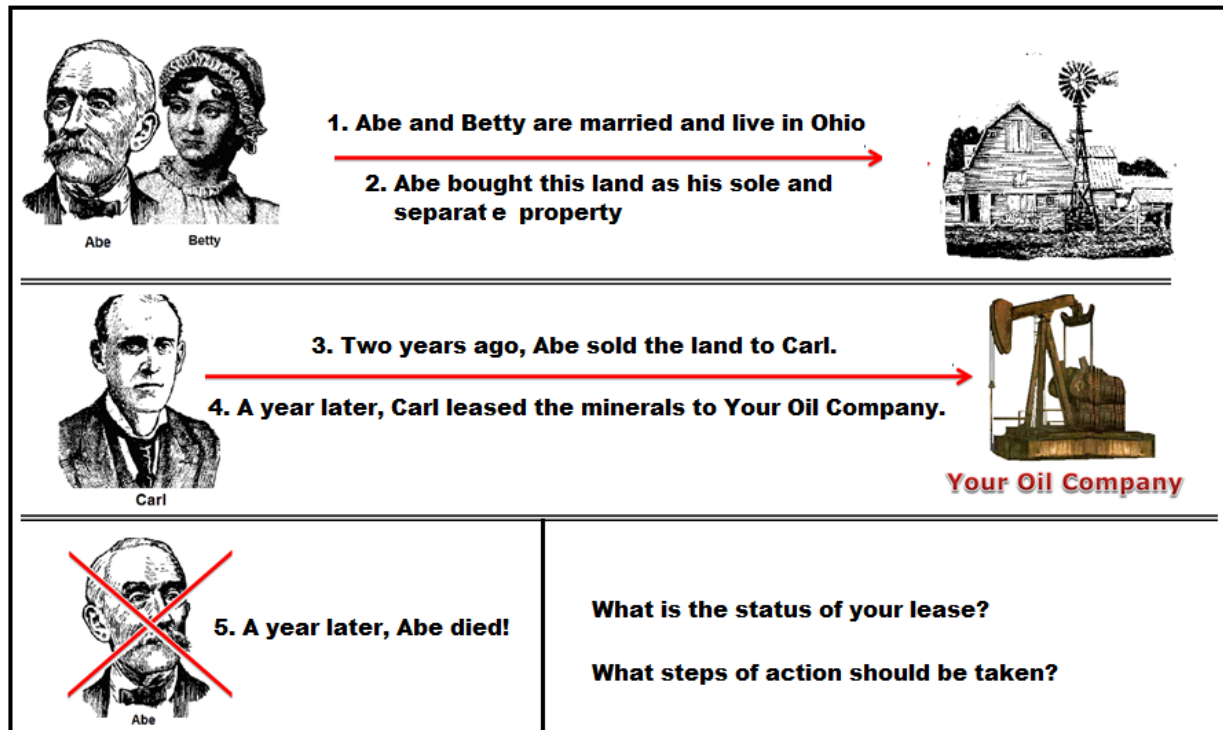 1. Abe and Betty are married and live in Ohio
2. Abe bought this land as his sole and
separat e property
Abe
Betty
3. Two years ago, Abe sold the land to Carl.
4. A year later, Carl leased the minerals to Your Oil Company.
Carl
Your Oil Company
5. A year later, Abe died!
Abe
What is the status of your lease?
What steps of action should be taken?